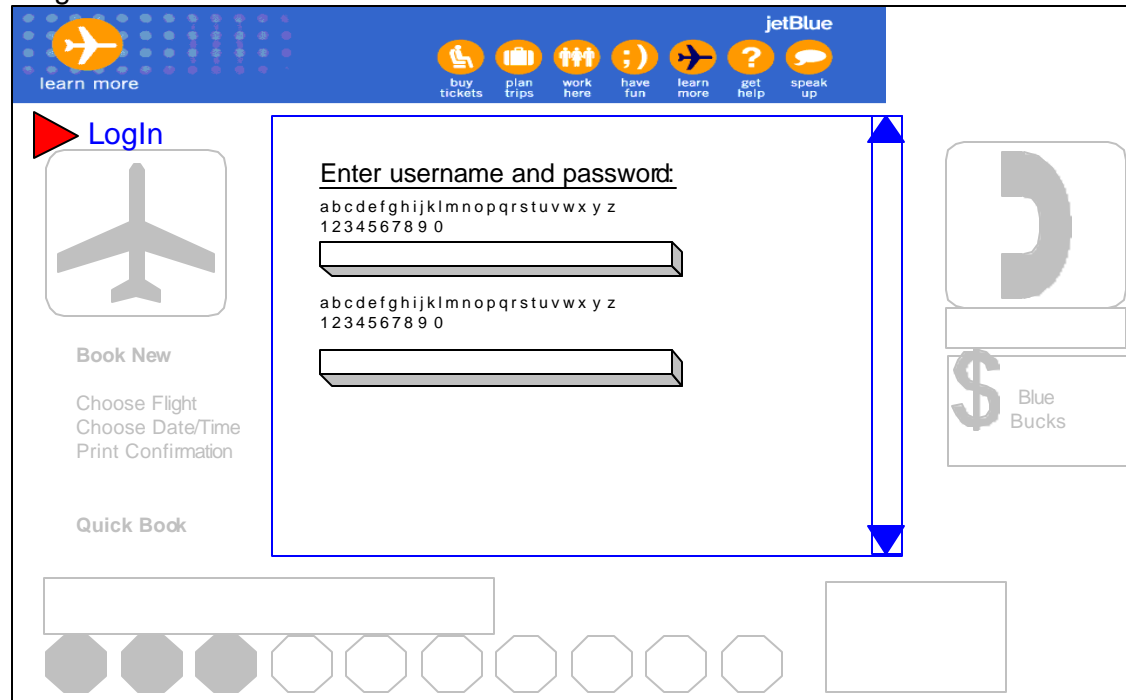 jetBlue
learn more
buy tickets
plan trips
work here
have fun
learn more
get help
speak up
LogIn
Enter username and password:
a b c d e f g h i j k l m n o p q r s t u v w x y z
1 2 3 4 5 6 7 8 9 0
a b c d e f g h i j k l m n o p q r s t u v w x y z
1 2 3 4 5 6 7 8 9 0
Book New
Choose Flight
Choose Date/Time
Print Confirmation
Quick Book
$
Blue
Bucks